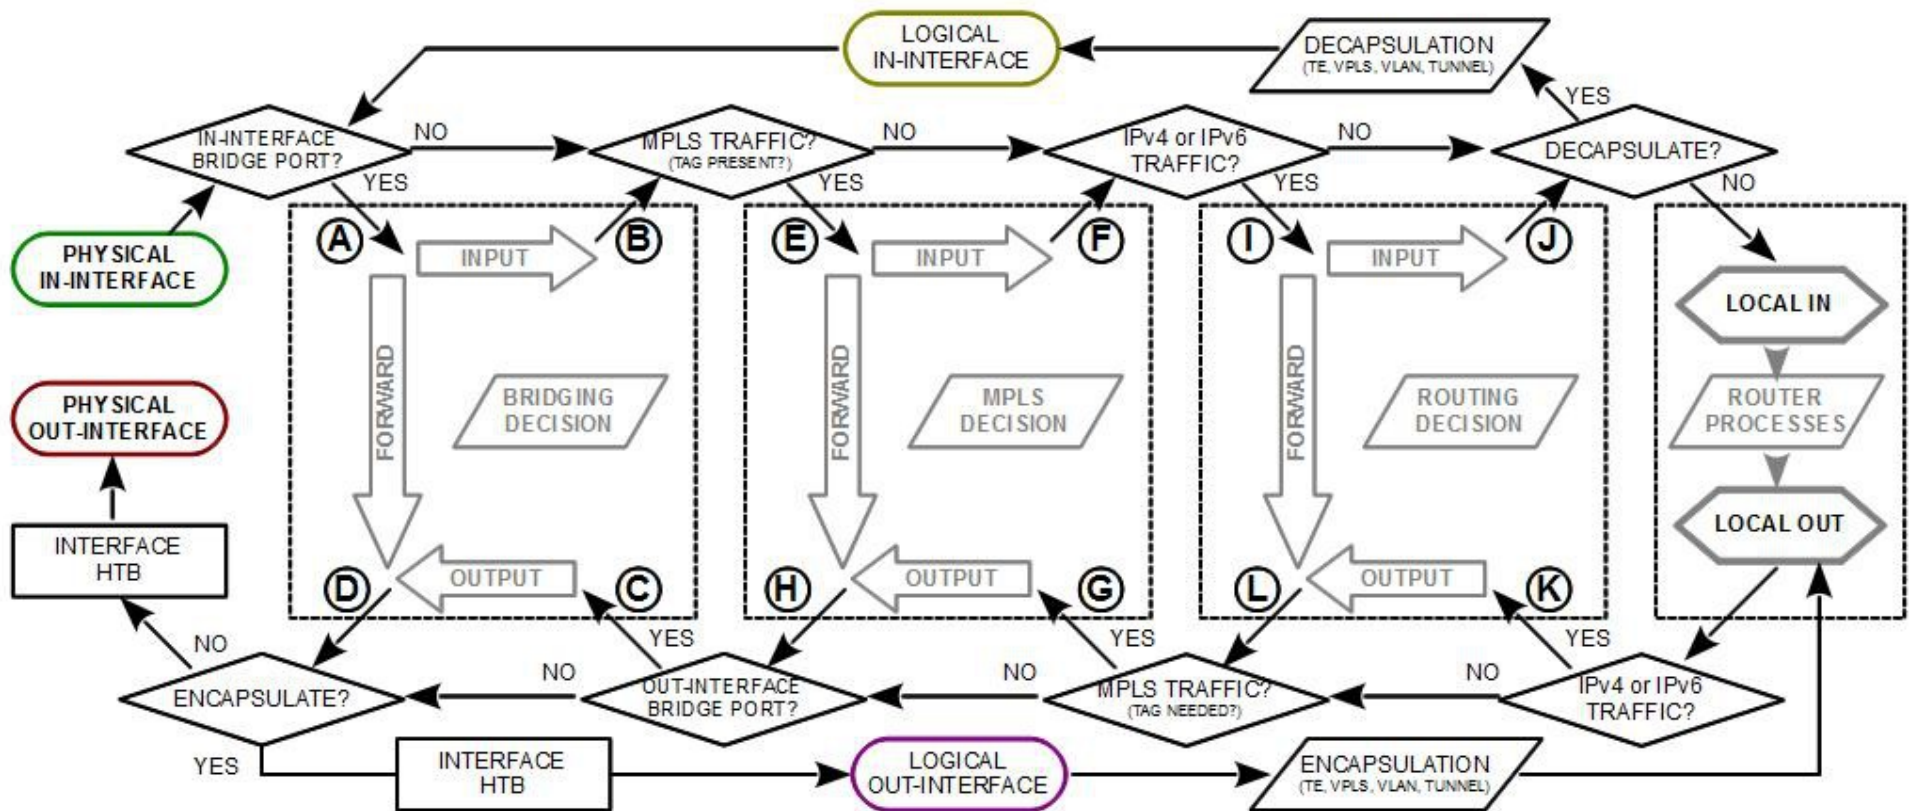 LOGICAL
IN-INTERFACE
DECAPSULATION
(TE, VPLS, VLAN, TUNNEL)
YES
IN-INTERFACE
BRIDGE PORT?
NO
MPLS TRAFFIC?
(TAG PRESENT?)
NO
IPv4 or IPv6
TRAFFIC?
NO
DECAPSULATE?
YES
YES
YES
NO
PHYSICAL
IN-INTERFACE
A
INPUT
B
E
INPUT
F
I
INPUT
J
LOCAL IN
FORWARD
BRIDGING
DECISION
FORWARD
MPLS
DECISION
FORWARD
ROUTING
DECISION
ROUTER
PROCESSES
PHYSICAL
OUT-INTERFACE
LOCAL OUT
INTERFACE
HTB
D
OUTPUT
C
H
OUTPUT
G
L
OUTPUT
K
NO
YES
YES
YES
ENCAPSULATE?
NO
OUT-INTERFACE
BRIDGE PORT?
NO
MPLS TRAFFIC?
(TAG NEEDED?)
NO
IPv4 or IPv6
TRAFFIC?
YES
INTERFACE
HTB
LOGICAL
OUT-INTERFACE
ENCAPSULATION
(TE, VPLS, VLAN, TUNNEL)